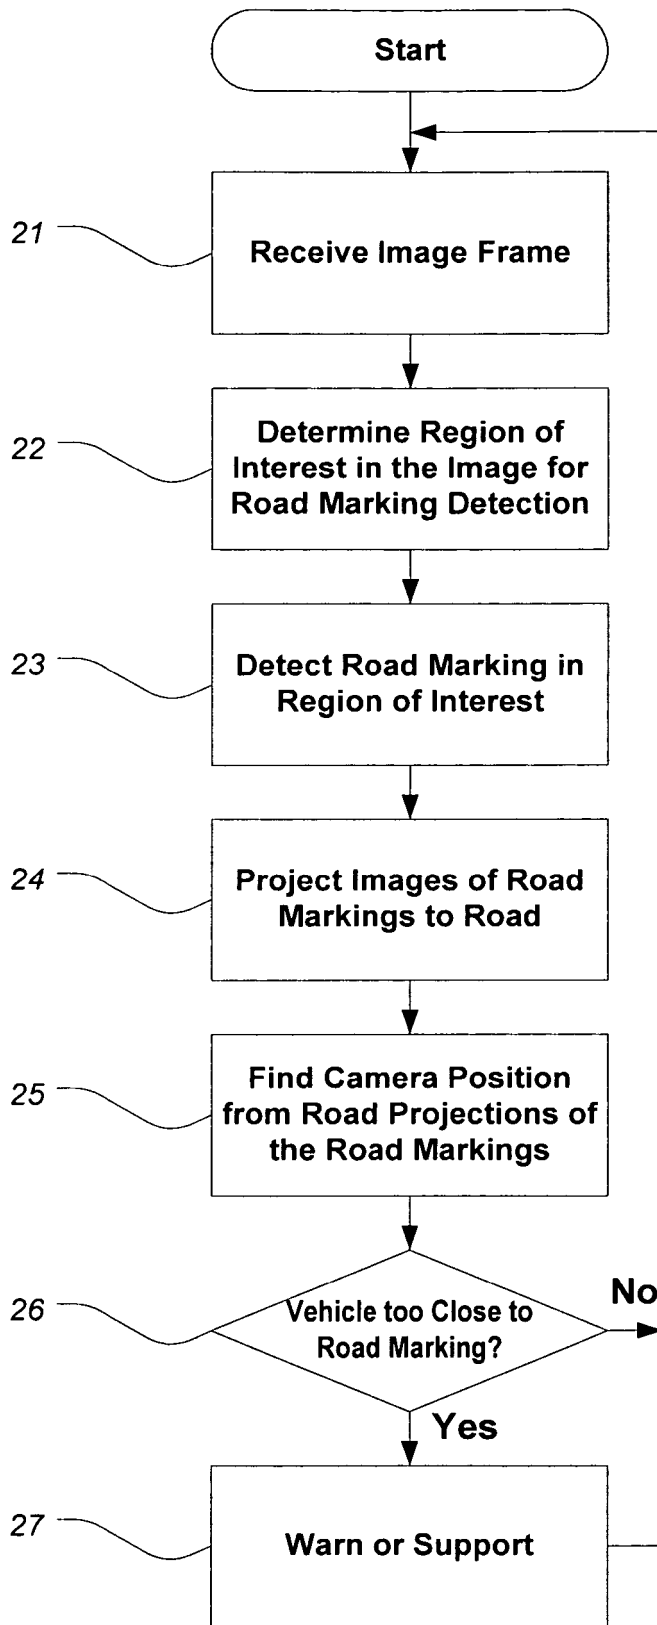 Start
21
Receive Image Frame
22
Determine Region of
Interest in the Image for
Road Marking Detection
23
Detect Road Marking in
Region of Interest
24
Project Images of Road
Markings to Road
25
Find Camera Position
from Road Projections of
the Road Markings
26
Vehicle too Close to
Road Marking?
No
Yes
27
Warn or Support